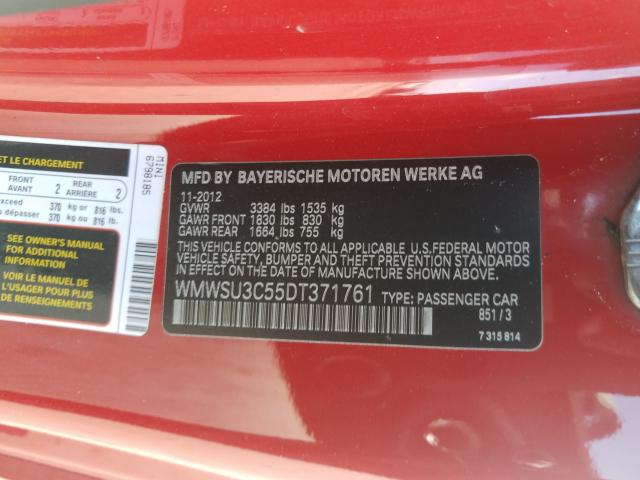 ET LE CHARGEMENT
FRONT
AVANT 2 REAR
ARRIÈRE 2
exceed 370 kg or 816 lbs.
dépasser 370 kg ou 816 lb.
SEE OWNER'S MANUAL
FOR ADDITIONAL
INFORMATION
VOIR LE MANUEL DE
L'USAGER POUR PLUS
DE RENSEIGNEMENTS
MINI
6798185
MFD BY BAYERISCHE MOTOREN WERKE AG
11-2012
GVWR 3384 lbs 1535 kg
GAWR FRONT 1830 lbs 830 kg
GAWR REAR 1664 lbs 755 kg
THIS VEHICLE CONFORMS TO ALL APPLICABLE U.S.FEDERAL MOTOR
VEHICLE SAFETY, BUMPER AND THEFT PREVENTION STANDARDS
IN EFFECT ON THE DATE OF MANUFACTURE SHOWN ABOVE.
WMWSU3C55DT371761 TYPE: PASSENGER CAR
851/3
7 315 814